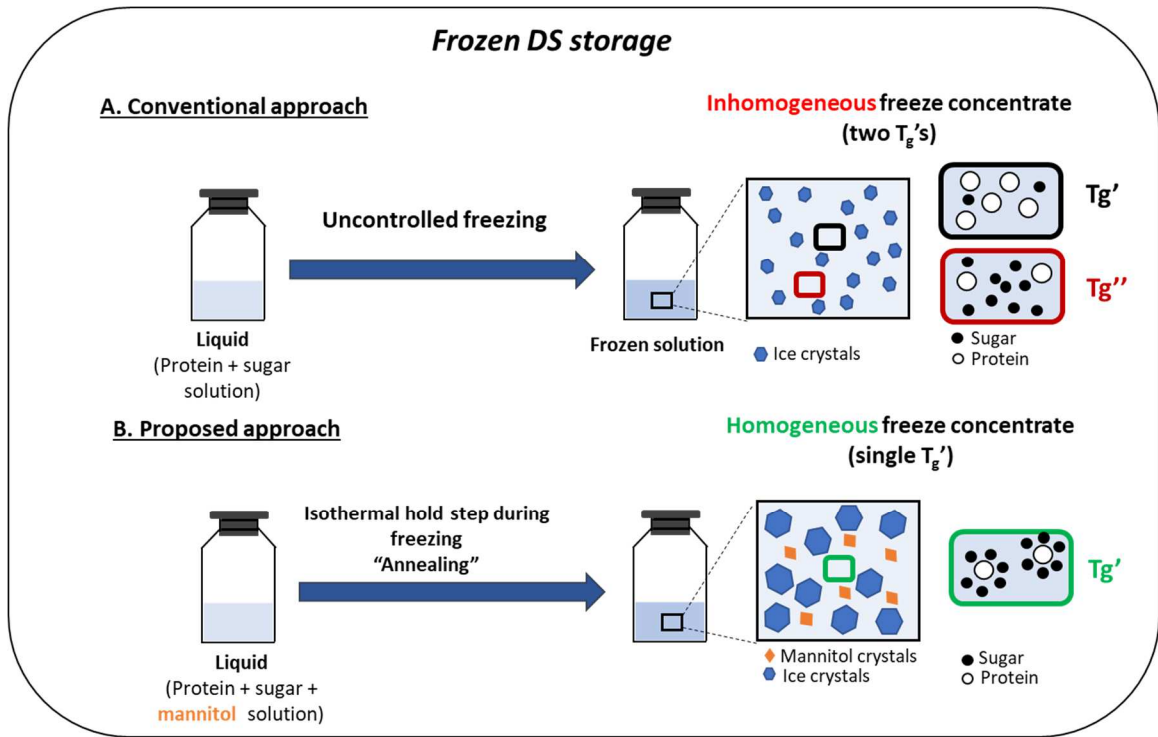 Frozen DS storage
A. Conventional approach
Inhomogeneous freeze concentrate
(two Tg's)
Uncontrolled freezing
Tg'
Tg''
Liquid
(Protein + sugar
solution)
Frozen solution
Ice crystals
Sugar
Protein
B. Proposed approach
Homogeneous freeze concentrate
(single Tg')
Isothermal hold step during
freezing
“Annealing”
Tg'
Liquid
(Protein + sugar +
mannitol solution)
Mannitol crystals
Ice crystals
Sugar
Protein